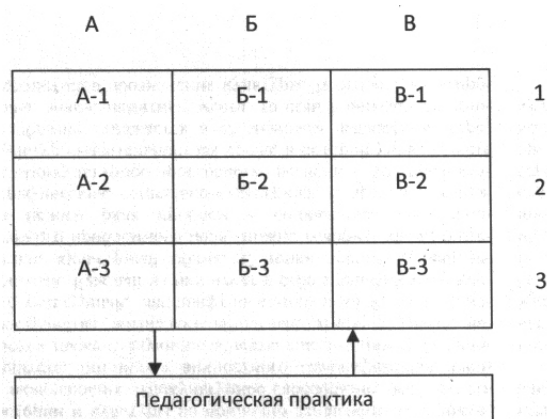 А Б В
А-1 Б-1 В-1 1
А-2 Б-2 В-2 2
А-3 Б-3 В-3 3
Педагогическая практика